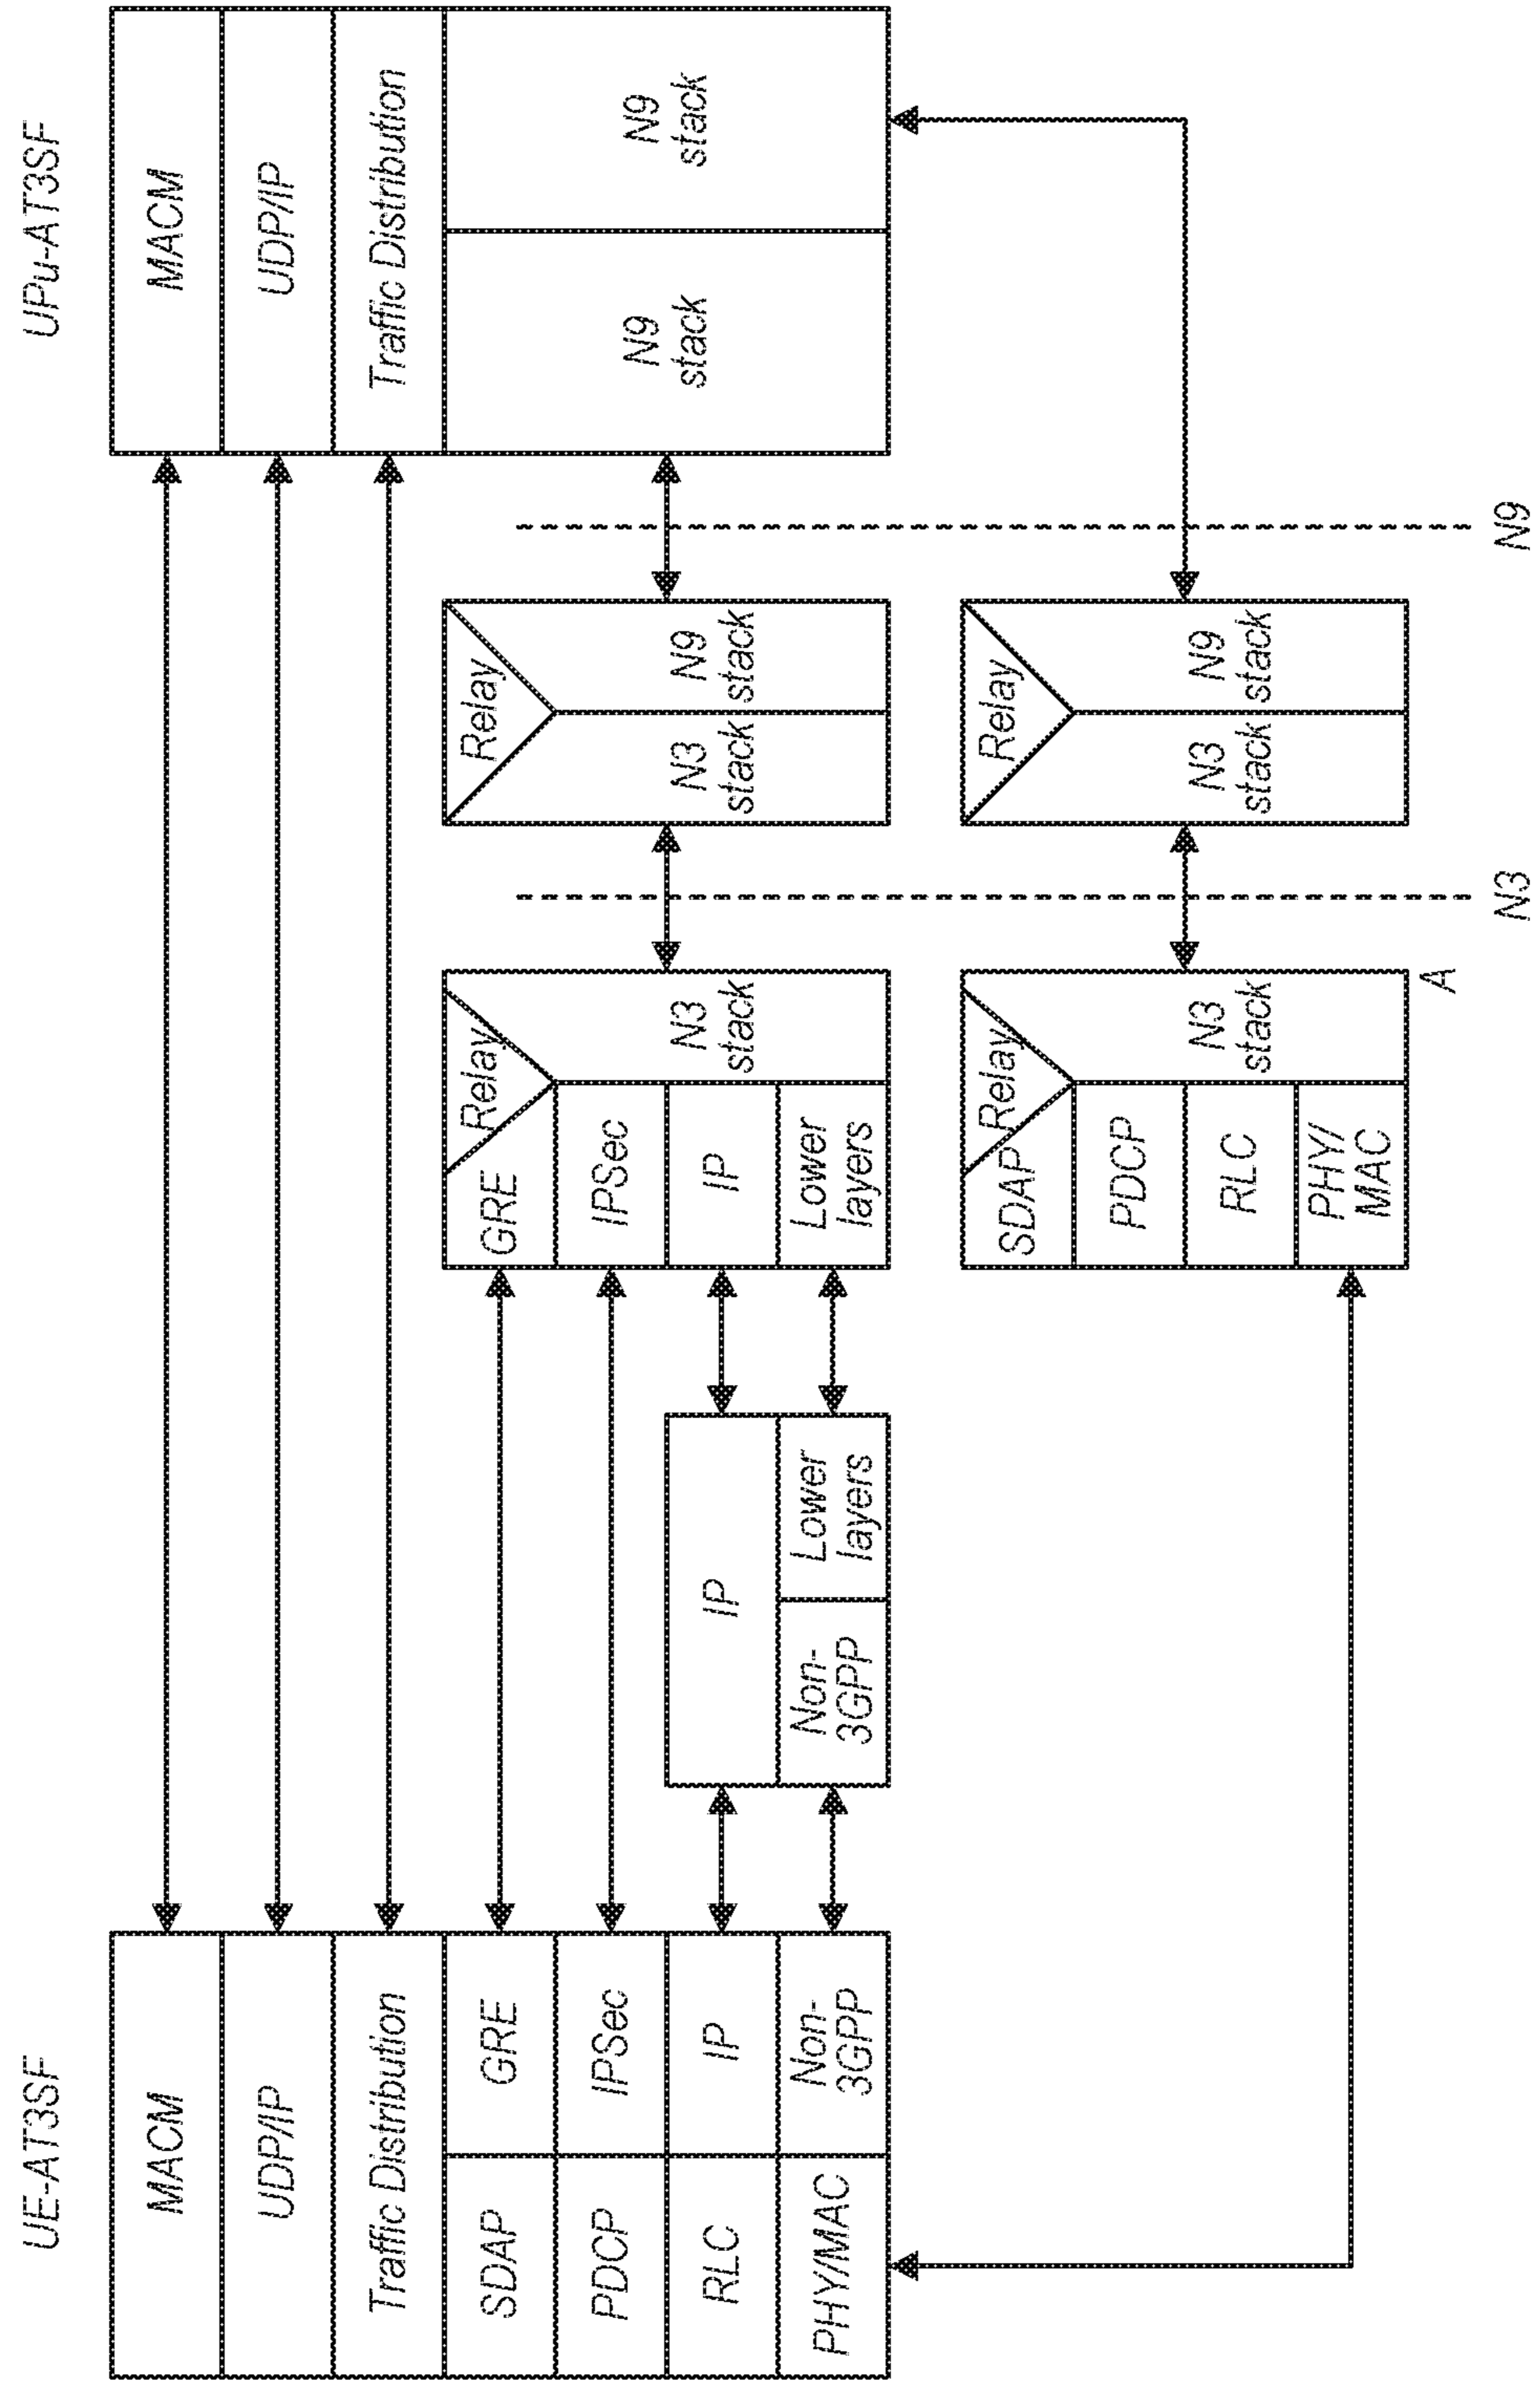 UE-AT3SF
MACM
UDP/IP
Traffic Distribution
SDAP
GRE
PDCP
IPSec
RLC
IP
PHY/MAC
Non-
3GPP
IP
Non-
3GPP
Lower
layers
GRE
Relay
IPSec
IP
Lower
layers
N3
stack
Relay
N3
stack
N9
stack
UPu-AT3SF
MACM
UDP/IP
Traffic Distribution
N9
stack
N9
stack
SDAP
Relay
PDCP
RLC
PHY/
MAC
N3
stack
A
Relay
N3
stack
N9
stack
N3
N9